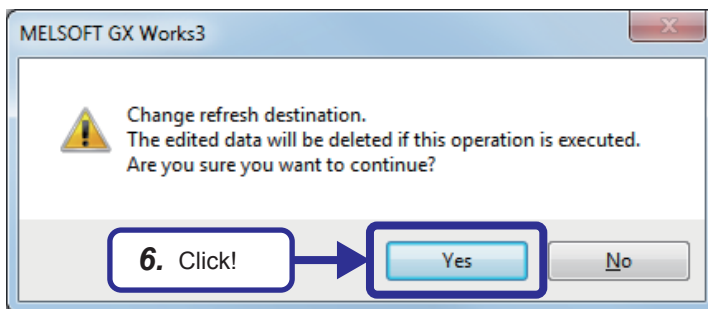 MELSOFT GX Works3
Change refresh destination.
The edited data will be deleted if this operation is executed.
Are you sure you want to continue?
6. Click!
Yes
No